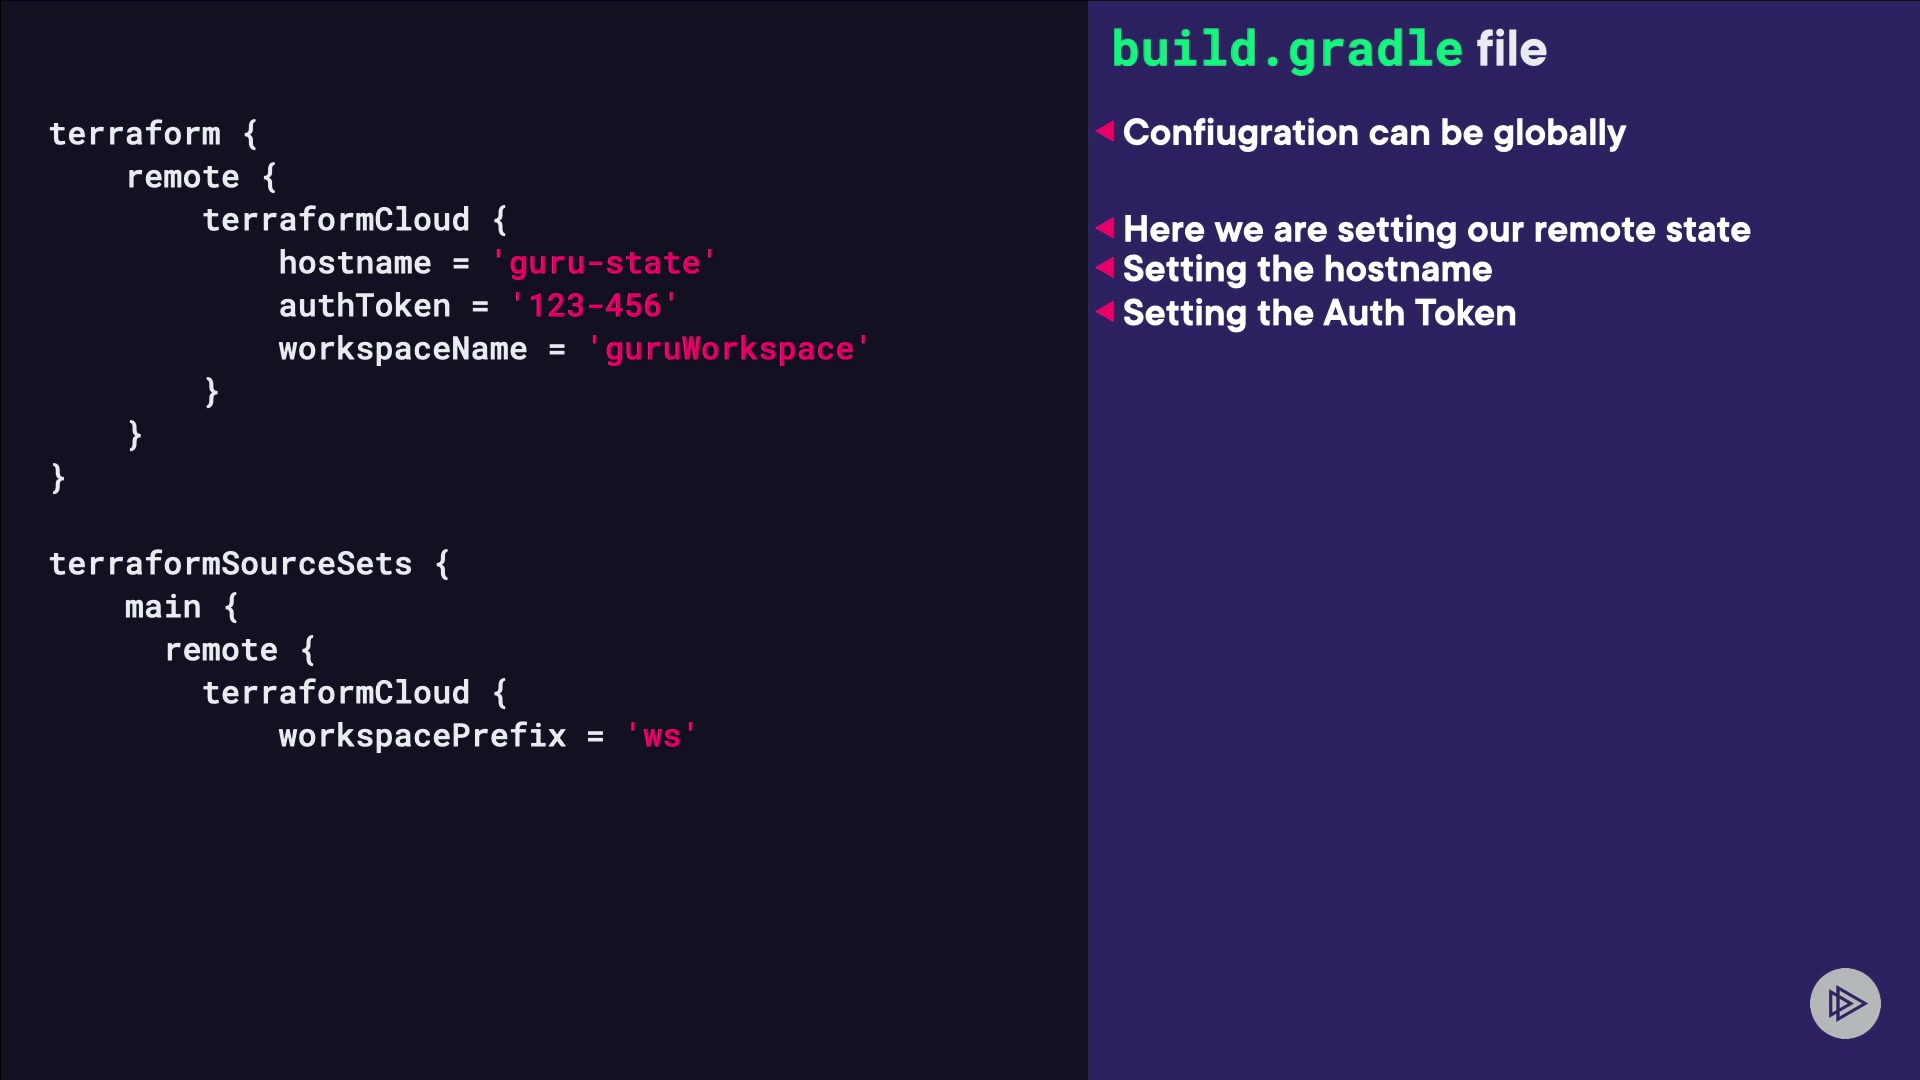 build.gradle file
terraform {
remote {
terraformCloud {
hostname = 'guru-state'
authToken = '123-456'
workspaceName = 'guruWorkspace'
}
}
}
terraformSourceSets {
main {
remote {
terraformCloud {
workspacePrefix = 'ws'
Confiugration can be globally
Here we are setting our remote state
Setting the hostname
Setting the Auth Token